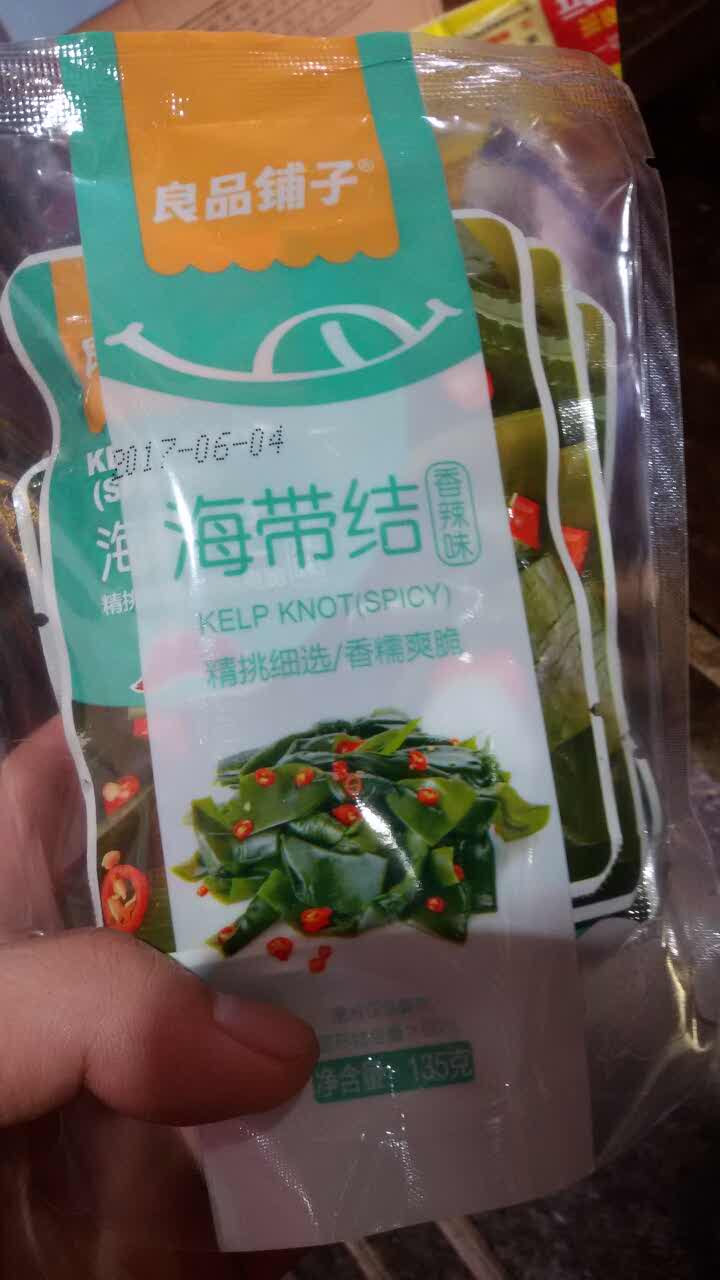 良品铺子®
2017-06-04
海带结
香辣味
KELP KNOT(SPICY)
精挑细选/香糯爽脆
净含量：135克